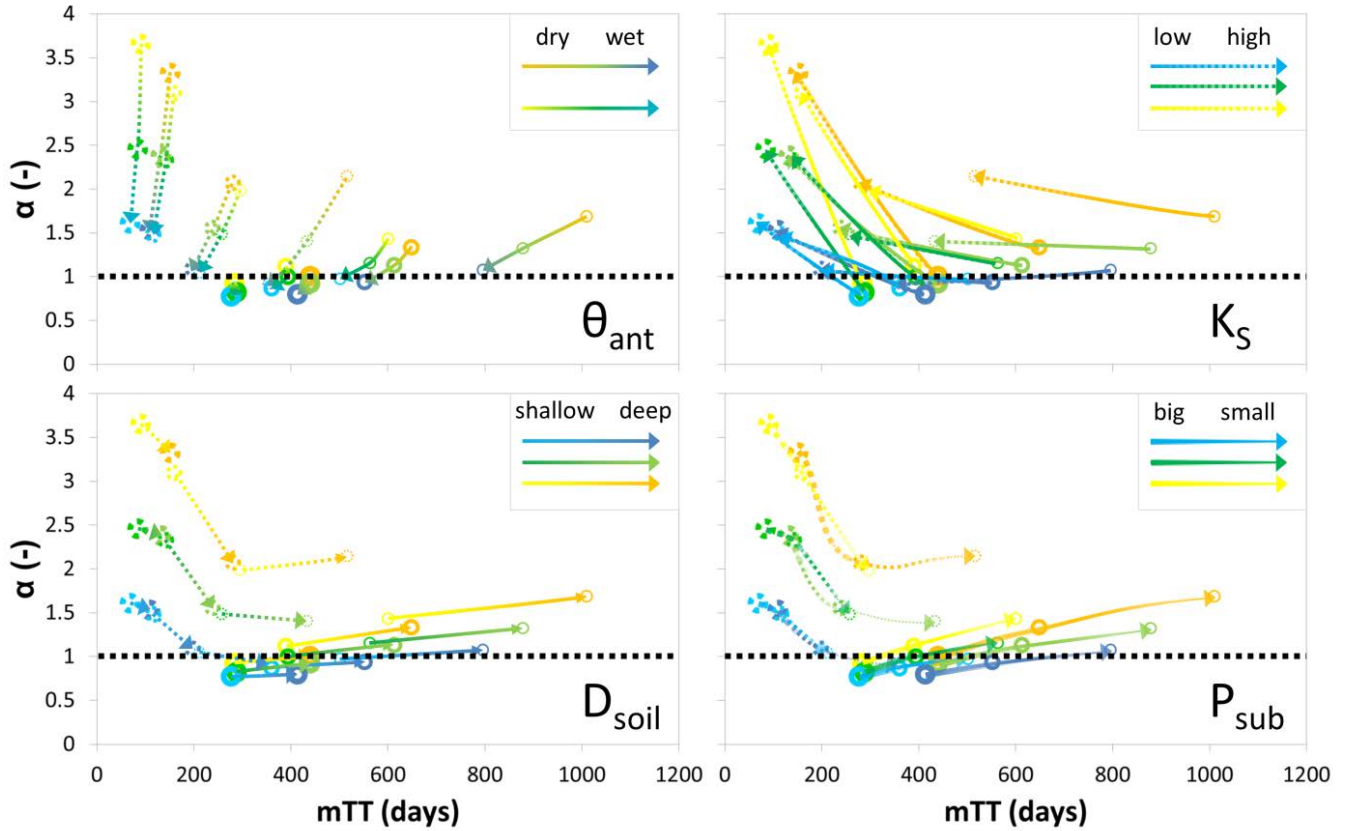 4
3.5
3
2.5
2
1.5
1
0.5
0
α (-)
dry wet
θant
low high
KS
4
3.5
3
2.5
2
1.5
1
0.5
0
α (-)
shallow deep
Dsoil
0 200 400 600 800 1000 1200
mTT (days)
big small
Psub
0 200 400 600 800 1000 1200
mTT (days)